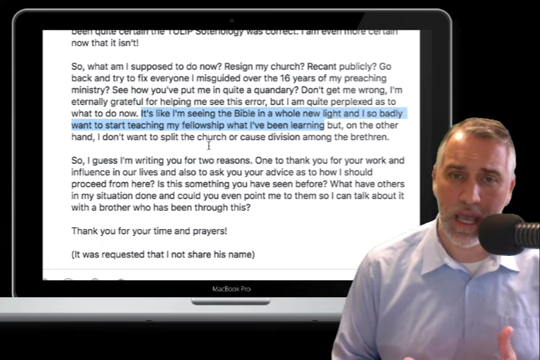 been quite certain the TULIP Soteriology was correct. I am even more certain
now that it isn't!
So, what am I supposed to do now? Resign my church? Recant publicly? Go
back and try to fix everyone I misguided over the 16 years of my preaching
ministry? See how you've put me in quite a quandary? Don't get me wrong, I'm
eternally grateful for helping me see this error, but I am quite perplexed as to
what to do now. It's like I'm seeing the Bible in a whole new light and I so badly
want to start teaching my fellowship what I've been learning but, on the other
hand, I don't want to split the church or cause division among the brethren.
So, I guess I'm writing you for two reasons. One to thank you for your work and
influence in our lives and also to ask you your advice as to how I should
proceed from here? Is this something you have seen before? What have others
in my situation done and could you even point me to them so I can talk about it
with a brother who has been through this?
Thank you for your time and prayers!
(It was requested that I not share his name)
MacBook Pro